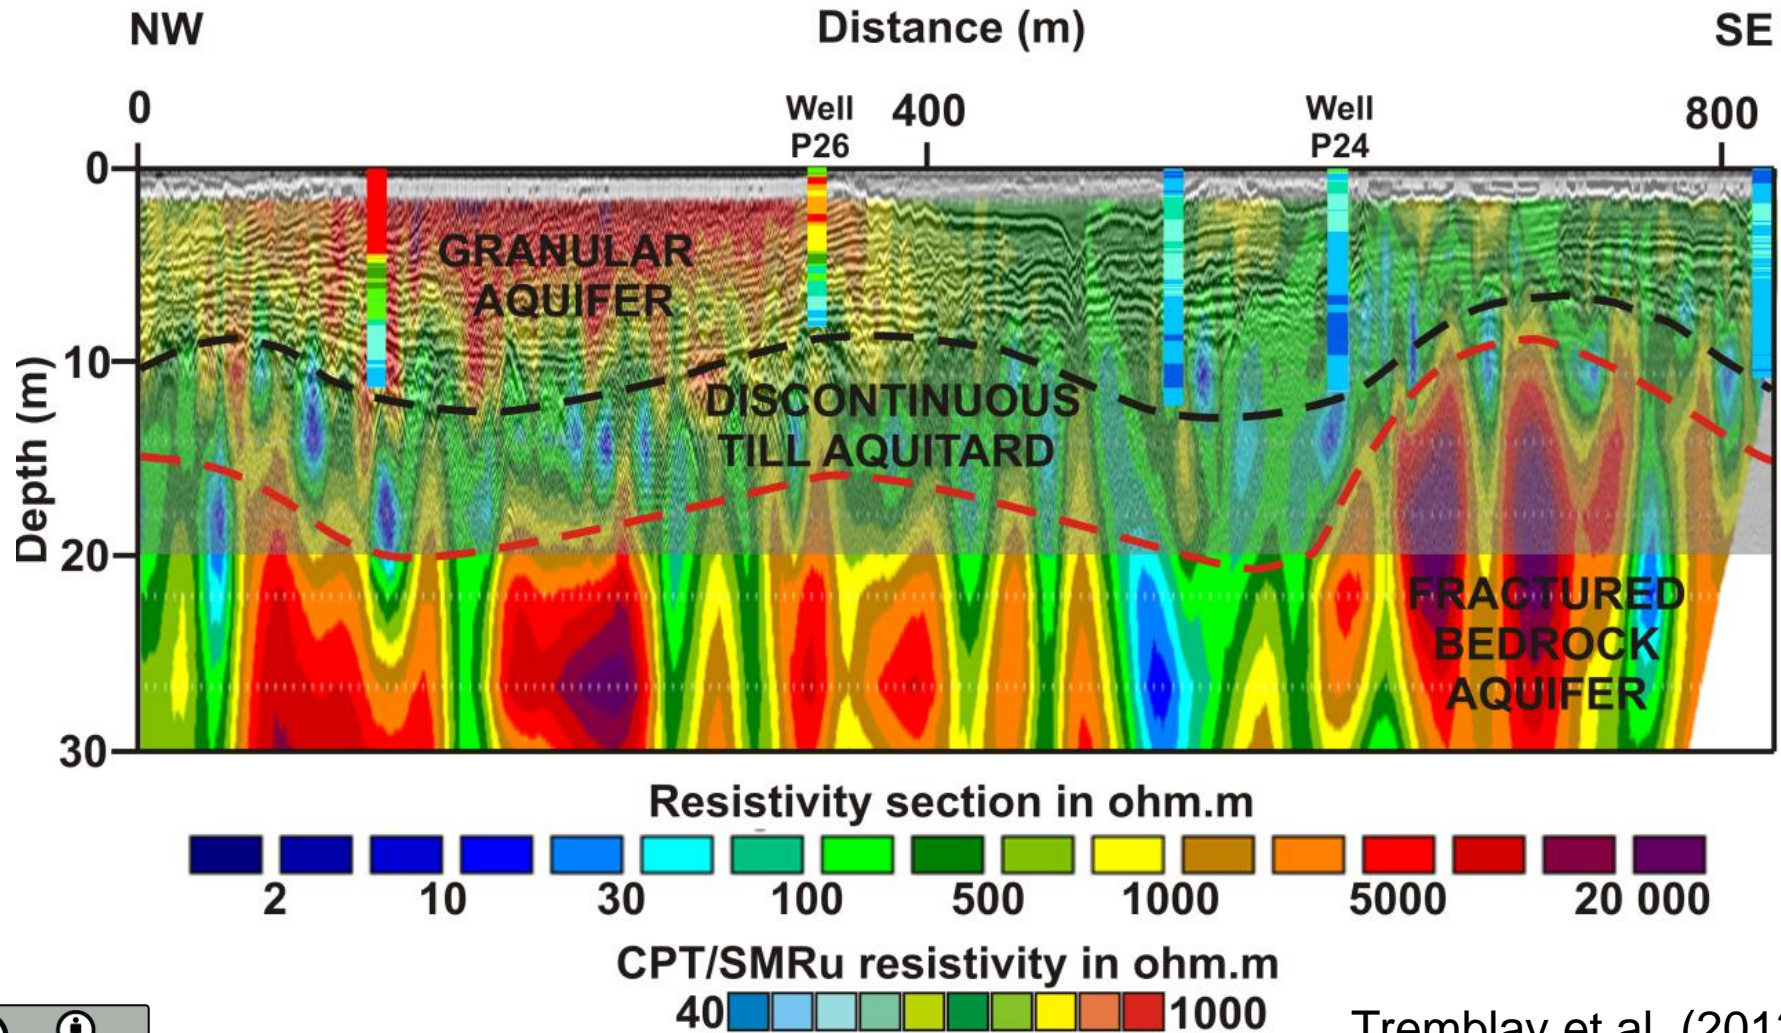 NW Distance (m) SE
0 Well P26 400 Well P24 800
0
GRANULAR
AQUIFER
10
DISCONTINUOUS
TILL AQUITARD
Depth (m)
20
FRACTURED
BEDROCK
AQUIFER
30
Resistivity section in ohm.m
2 10 30 100 500 1000 5000 20 000
CPT/SMRu resistivity in ohm.m
40 1000
Tremblay et al. (201